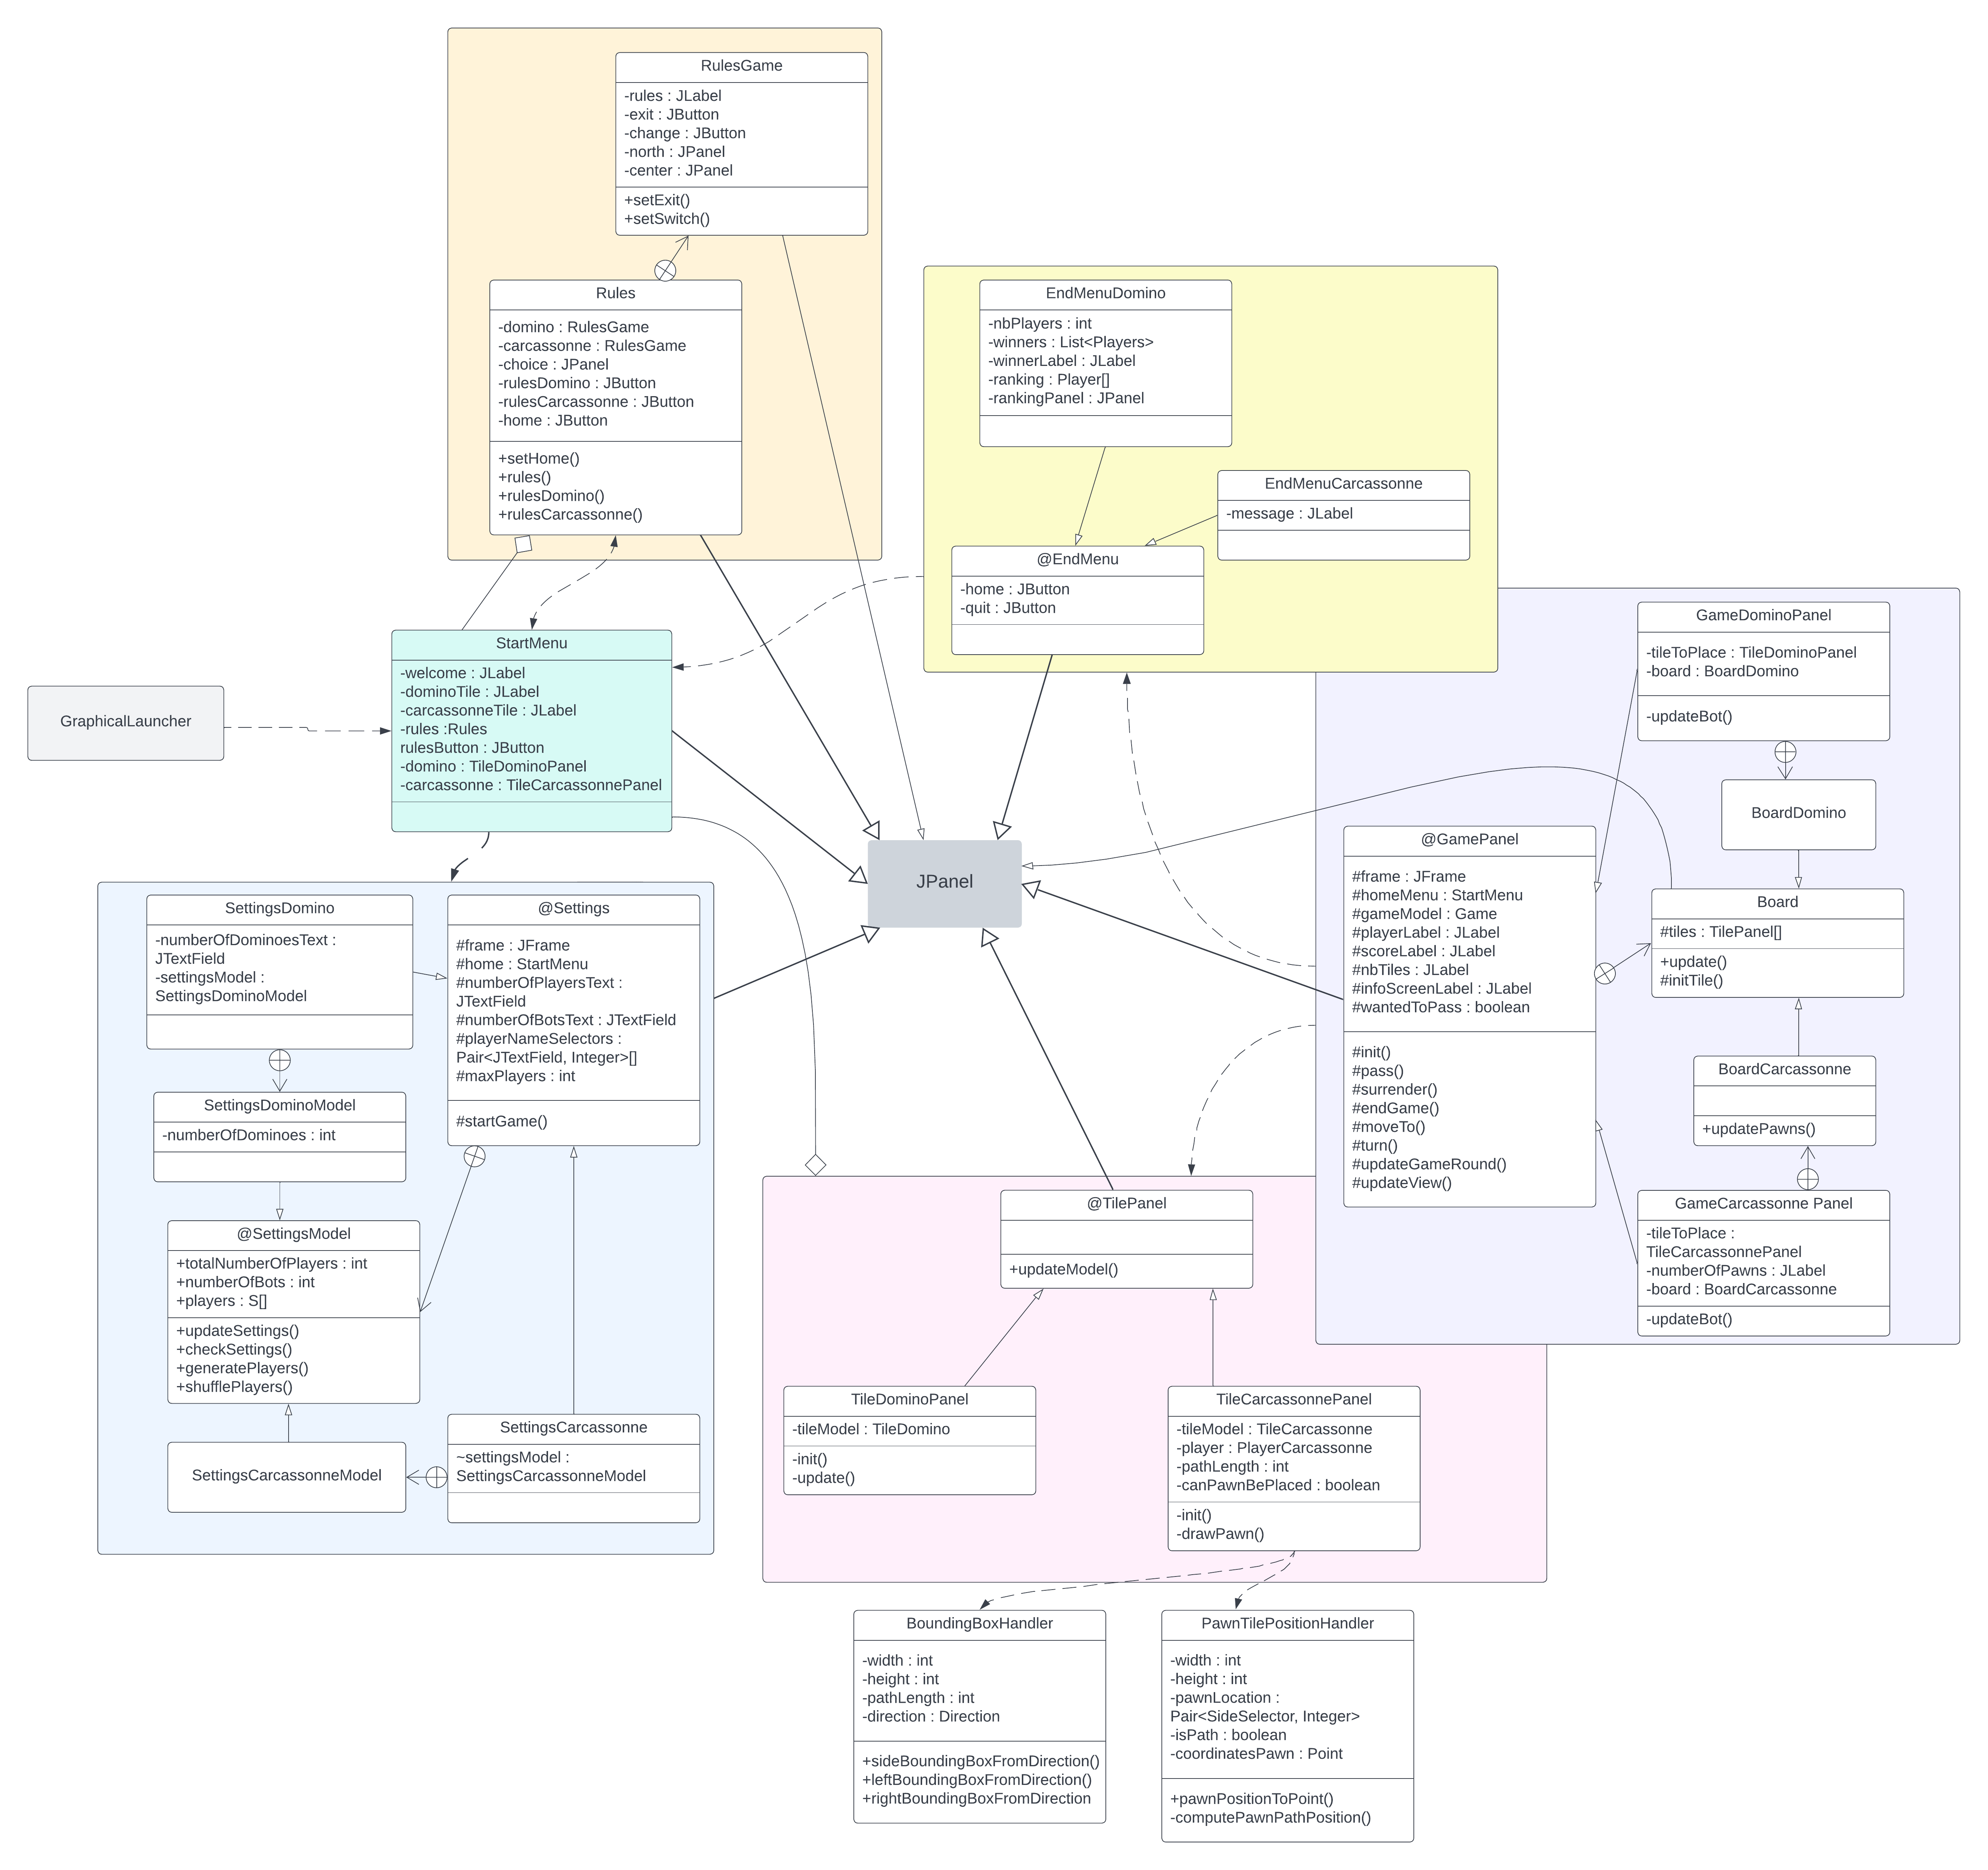 RulesGame
-rules : JLabel
-exit : JButton
-change : JButton
-north : JPanel
-center : JPanel
+setExit()
+setSwitch()
Rules
-domino : RulesGame
-carcassonne : RulesGame
-choice : JPanel
-rulesDomino : JButton
-rulesCarcassonne : JButton
-home : JButton
+setHome()
+rules()
+rulesDomino()
+rulesCarcassonne()
EndMenuDomino
-nbPlayers : int
-winners : List<Players>
-winnerLabel : JLabel
-ranking : Player[]
-rankingPanel : JPanel
EndMenuCarcassonne
-message : JLabel
@EndMenu
-home : JButton
-quit : JButton
GraphicalLauncher
StartMenu
-welcome : JLabel
-dominoTile : JLabel
-carcassonneTile : JLabel
-rules :Rules
rulesButton : JButton
-domino : TileDominoPanel
-carcassonne : TileCarcassonnePanel
JPanel
GameDominoPanel
-tileToPlace : TileDominoPanel
-board : BoardDomino
-updateBot()
BoardDomino
@GamePanel
#frame : JFrame
#homeMenu : StartMenu
#gameModel : Game
#playerLabel : JLabel
#scoreLabel : JLabel
#nbTiles : JLabel
#infoScreenLabel : JLabel
#wantedToPass : boolean
#init()
#pass()
#surrender()
#endGame()
#moveTo()
#turn()
#updateGameRound()
#updateView()
Board
#tiles : TilePanel[]
+update()
#initTile()
BoardCarcassonne
+updatePawns()
GameCarcassonne Panel
-tileToPlace :
TileCarcassonnePanel
-numberOfPawns : JLabel
-board : BoardCarcassonne
-updateBot()
SettingsDomino
-numberOfDominoesText :
JTextField
-settingsModel :
SettingsDominoModel
@Settings
#frame : JFrame
#home : StartMenu
#numberOfPlayersText :
JTextField
#numberOfBotsText : JTextField
#playerNameSelectors :
Pair<JTextField, Integer>[]
#maxPlayers : int
#startGame()
SettingsDominoModel
-numberOfDominoes : int
@SettingsModel
+totalNumberOfPlayers : int
+numberOfBots : int
+players : S[]
+updateSettings()
+checkSettings()
+generatePlayers()
+shufflePlayers()
SettingsCarcassonneModel
SettingsCarcassonne
~settingsModel :
SettingsCarcassonneModel
@TilePanel
+updateModel()
TileDominoPanel
-tileModel : TileDomino
-init()
-update()
TileCarcassonnePanel
-tileModel : TileCarcassonne
-player : PlayerCarcassonne
-pathLength : int
-canPawnBePlaced : boolean
-init()
-drawPawn()
BoundingBoxHandler
-width : int
-height : int
-pathLength : int
-direction : Direction
+sideBoundingBoxFromDirection()
+leftBoundingBoxFromDirection()
+rightBoundingBoxFromDirection
PawnTilePositionHandler
-width : int
-height : int
-pawnLocation :
Pair<SideSelector, Integer>
-isPath : boolean
-coordinatesPawn : Point
+pawnPositionToPoint()
-computePawnPathPosition()